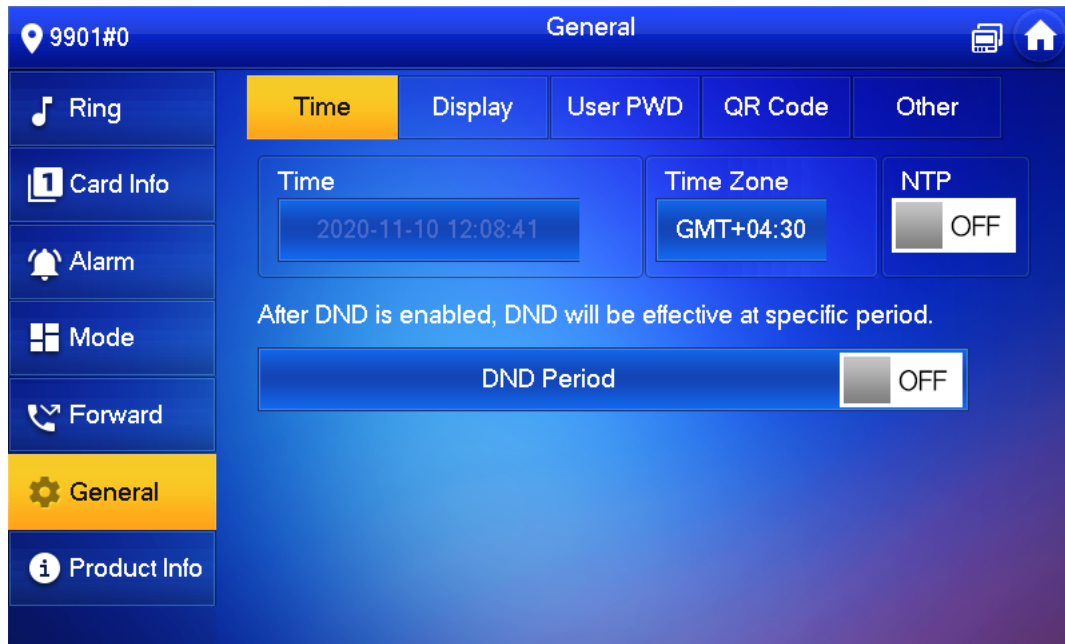 9901#0
General
Ring
Card Info
Alarm
Mode
Forward
General
Product Info
Time
Display
User PWD
QR Code
Other
Time
2020-11-10 12:08:41
Time Zone
GMT+04:30
NTP
OFF
After DND is enabled, DND will be effective at specific period.
DND Period
OFF